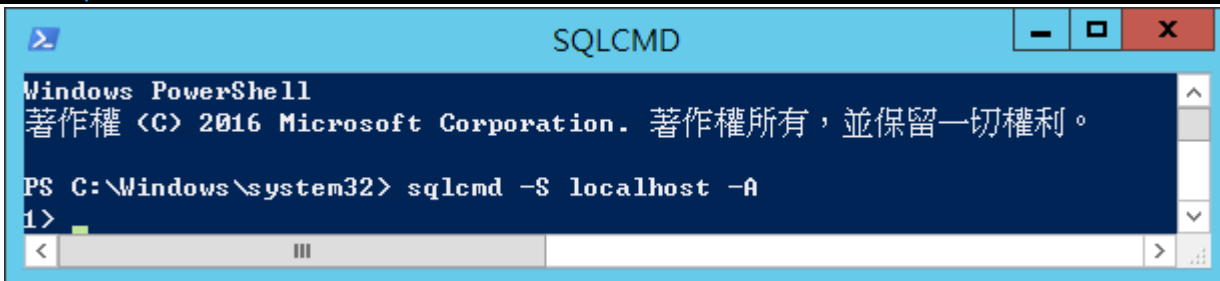 SQLCMD
Windows PowerShell
著作權 (C) 2016 Microsoft Corporation. 著作權所有，並保留一切權利。
PS C:\Windows\system32> sqlcmd -S localhost -A
1>